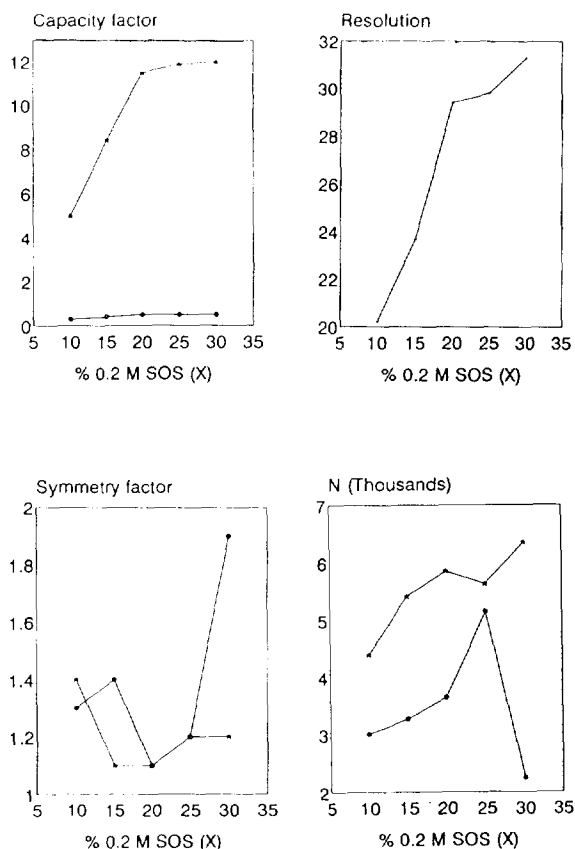 Capacity factor
12
10
8
6
4
2
0
5 10 15 20 25 30 35
% 0.2 M SOS (X)
Resolution
32
30
28
26
24
22
20
5 10 15 20 25 30 35
% 0.2 M SOS (X)
Symmetry factor
2
1.8
1.6
1.4
1.2
1
5 10 15 20 25 30 35
% 0.2 M SOS (X)
N (Thousands)
7
6
5
4
3
2
5 10 15 20 25 30 35
% 0.2 M SOS (X)